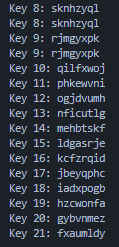 Key 8: sknhzyql
Key 8: sknhzyql
Key 9: rjmgyxpk
Key 9: rjmgyxpk
Key 10: qilfxwoj
Key 11: phkewvni
Key 12: ogjdvumh
Key 13: nficutlg
Key 14: mehbtskf
Key 15: ldgasrje
Key 16: kcfzrqid
Key 17: jbeyqphc
Key 18: iadxpogb
Key 19: hzcwonfa
Key 20: gybvnmez
Key 21: fxaumldy